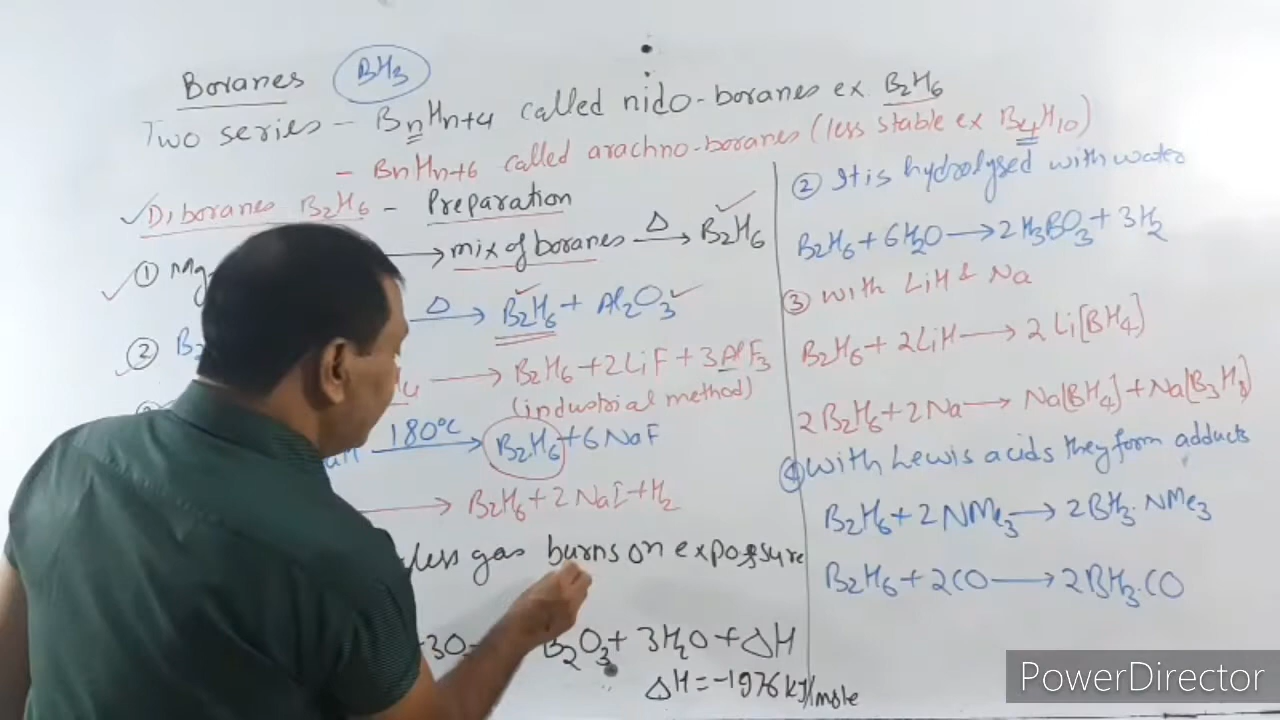 Boranes BH3
Two series - BnHn+4 called nido-boranes ex B2H6
- BnHn+6 called arachno-boranes (less stable ex B4H10)
Diboranes B2H6 - Preparation
① Mg → mix of boranes Δ→ B2H6
② B2 Δ→ B2H6 + Al2O3
→ B2H6 + 2LiF + 3AlF3
(industrial method)
180°C→ B2H6 + 6NaF
→ B2H6 + 2NaI + H2
less gas burns on exposure
+3O2 B2O3 + 3H2O + ΔH
ΔH = -1976 KJ/mole
② It is hydrolysed with water
B2H6 + 6H2O → 2H3BO3 + 3H2
③ with LiH & Na
B2H6 + 2LiH → 2Li[BH4]
2B2H6 + 2Na → Na[BH4] + Na[B3H8]
④ With Lewis acids they form adducts
B2H6 + 2NMe3 → 2BH3.NMe3
B2H6 + 2CO → 2BH3.CO
PowerDirector